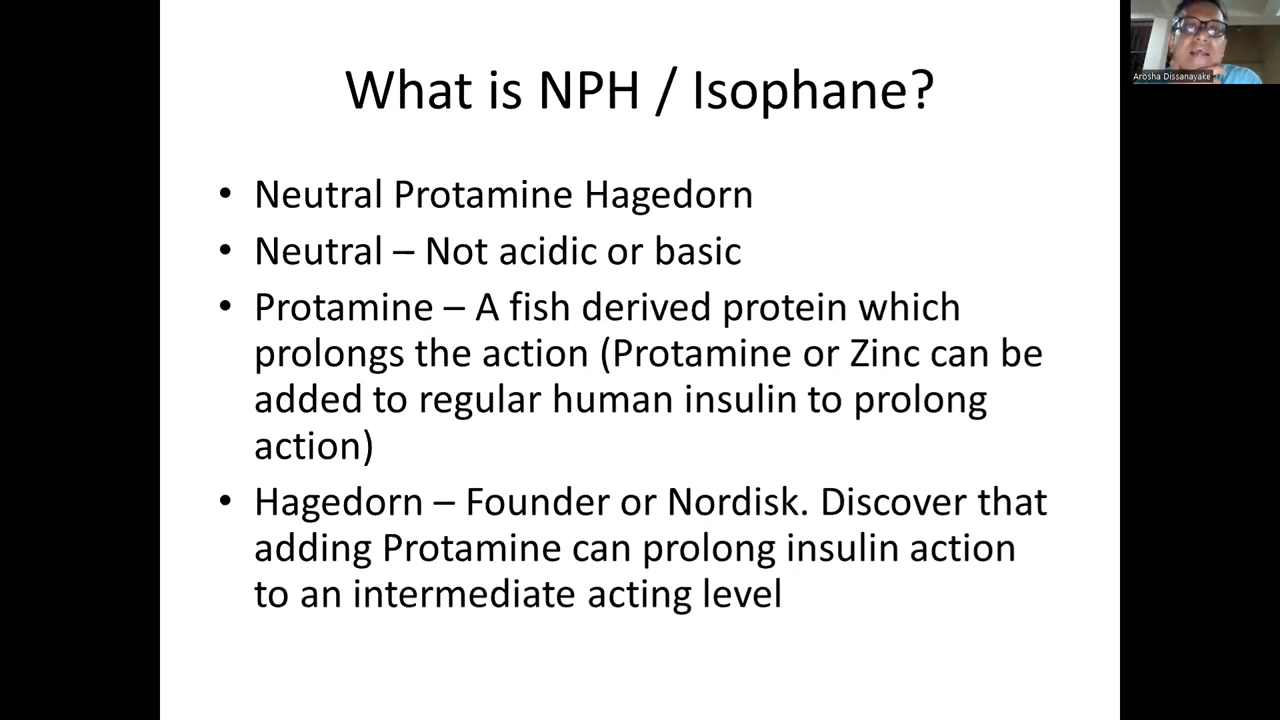 What is NPH / Isophane?
• Neutral Protamine Hagedorn
• Neutral – Not acidic or basic
• Protamine – A fish derived protein which
prolongs the action (Protamine or Zinc can be
added to regular human insulin to prolong
action)
• Hagedorn – Founder or Nordisk. Discover that
adding Protamine can prolong insulin action
to an intermediate acting level
Arosha Dissanayake